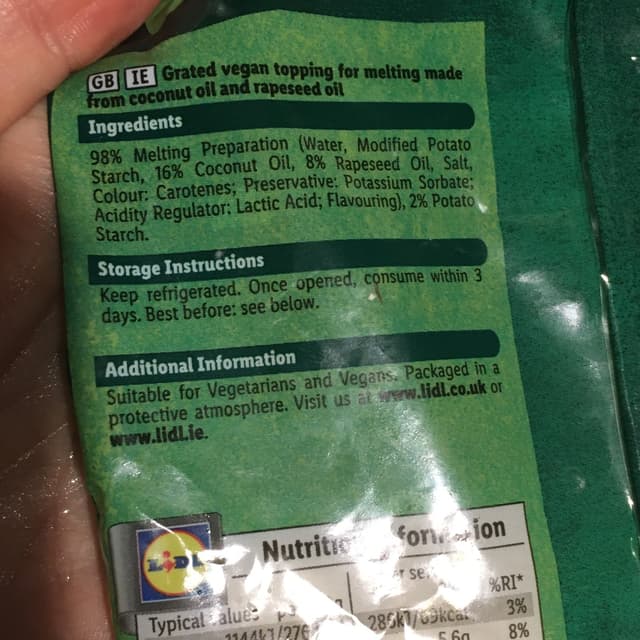 GB IE Grated vegan topping for melting made
from coconut oil and rapeseed oil
Ingredients
98% Melting Preparation (Water, Modified Potato
Starch, 16% Coconut Oil, 8% Rapeseed Oil, Salt,
Colour: Carotenes; Preservative: Potassium Sorbate;
Acidity Regulator: Lactic Acid; Flavouring), 2% Potato
Starch.
Storage Instructions
Keep refrigerated. Once opened, consume within 3
days. Best before: see below.
Additional Information
Suitable for Vegetarians and Vegans. Packaged in a
protective atmosphere. Visit us at www.lidl.co.uk or
www.lidl.ie.
LIDL
%RI*
Typical
286kJ/69kcal 3%
5.6g 8%